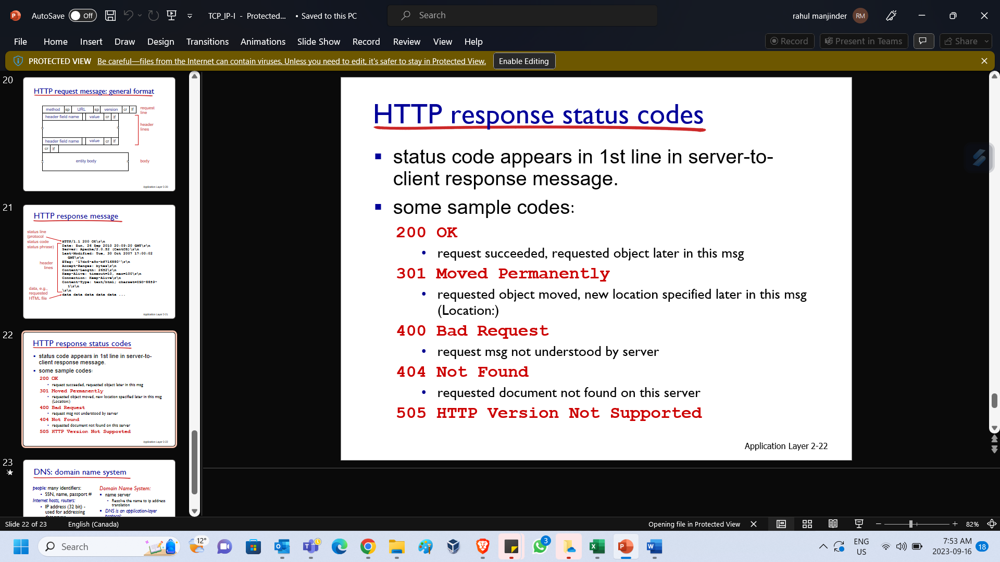 AutoSave Off TCP_IP-I - Protected... • Saved to this PC Search rahul manjinder RM
File Home Insert Draw Design Transitions Animations Slide Show Record Review View Help Record Present in Teams Share
PROTECTED VIEW Be careful—files from the Internet can contain viruses. Unless you need to edit, it's safer to stay in Protected View. Enable Editing
20
HTTP request message: general format
method sp URL sp version cr lf request line
header field name value cr lf
header lines
header field name value cr lf
cr lf
entity body body
Application Layer 2-20
21
HTTP response message
status line
(protocol
status code
status phrase)
header
lines
data, e.g.,
requested
HTML file
HTTP/1.1 200 OK\r\n
Date: Sun, 26 Sep 2010 20:09:20 GMT\r\n
Server: Apache/2.0.52 (CentOS)\r\n
Last-Modified: Tue, 30 Oct 2007 17:00:02
GMT\r\n
ETag: "17dc6-a5c-bf716880"\r\n
Accept-Ranges: bytes\r\n
Content-Length: 2652\r\n
Keep-Alive: timeout=10, max=100\r\n
Connection: Keep-Alive\r\n
Content-Type: text/html; charset=ISO-8859-
1\r\n
\r\n
data data data data data ...
Application Layer 2-21
22
HTTP response status codes
▪ status code appears in 1st line in server-to-
client response message.
▪ some sample codes:
200 OK
• request succeeded, requested object later in this msg
301 Moved Permanently
• requested object moved, new location specified later in this msg
(Location:)
400 Bad Request
• request msg not understood by server
404 Not Found
• requested document not found on this server
505 HTTP Version Not Supported
Application Layer 2-22
23
DNS: domain name system
people: many identifiers:
• SSN, name, passport #
Internet hosts, routers:
• IP address (32 bit) -
used for addressing
datagrams
Domain Name System:
▪ name server
• Resolve the name to ip address
translation
▪ DNS is an application-layer
protocol:
HTTP response status codes
▪ status code appears in 1st line in server-to-
client response message.
▪ some sample codes:
200 OK
• request succeeded, requested object later in this msg
301 Moved Permanently
• requested object moved, new location specified later in this msg
(Location:)
400 Bad Request
• request msg not understood by server
404 Not Found
• requested document not found on this server
505 HTTP Version Not Supported
Application Layer 2-22
Slide 22 of 23 English (Canada) Opening file in Protected View 82%
Search 12° 3 ENG
US
7:53 AM
2023-09-16 18